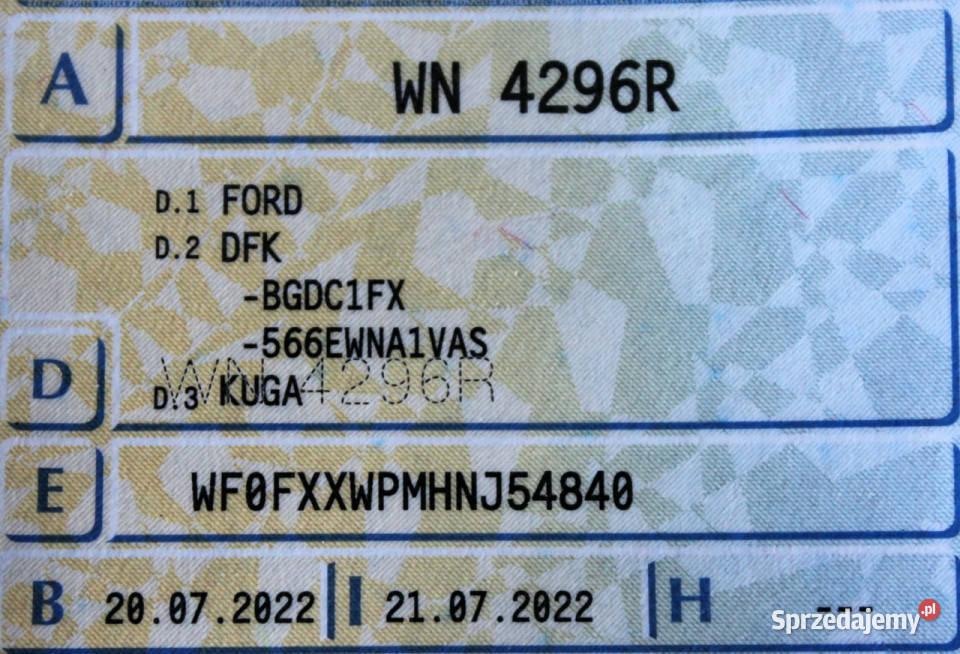 A WN 4296R
D.1 FORD
D.2 DFK
-BGDC1FX
-566EWNA1VAS
WN 4296R
D D.3 KUGA
E WF0FXXWPMHNJ54840
B 20.07.2022 I 21.07.2022 H ---
Sprzedajemy.pl